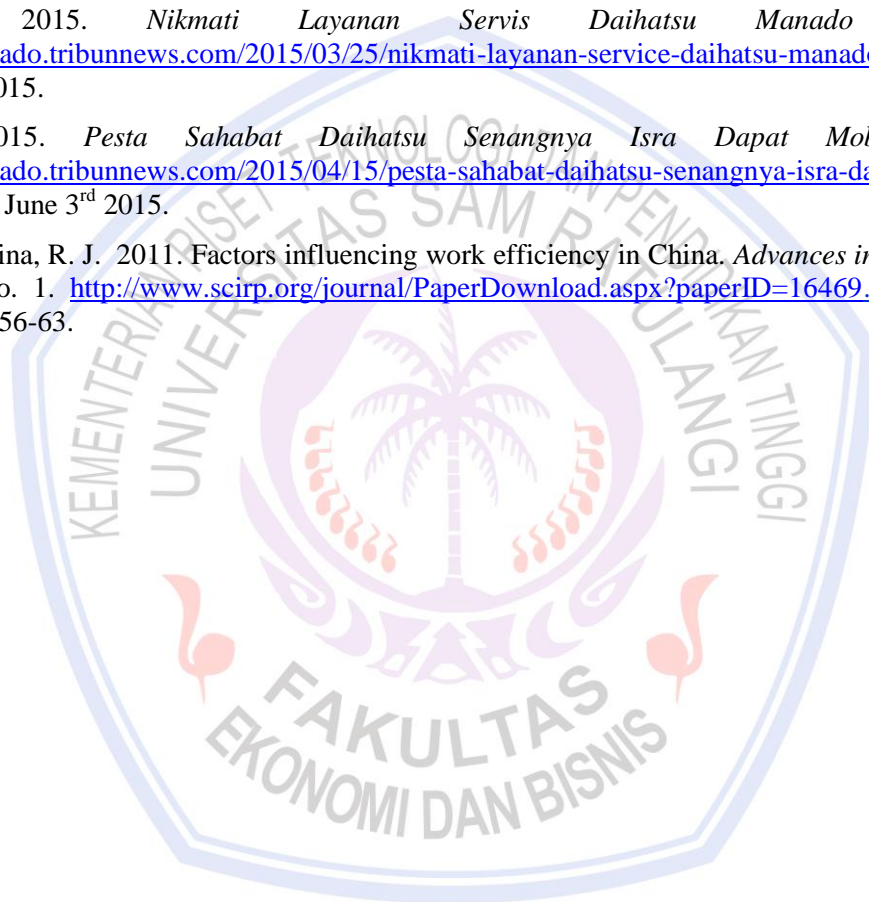 2015. Nikmati Layanan Servis Daihatsu Manado
ado.tribunnews.com/2015/03/25/nikmati-layanan-service-daihatsu-manado
015.
015. Pesta Sahabat Daihatsu Senangnya Isra Dapat Mob
ado.tribunnews.com/2015/04/15/pesta-sahabat-daihatsu-senangnya-isra-da
June 3rd 2015.
ina, R. J. 2011. Factors influencing work efficiency in China. Advances in
o. 1. http://www.scirp.org/journal/PaperDownload.aspx?paperID=16469.
56-63.
KEMENTERIAN RISET TEKNOLOGI DAN PENDIDIKAN TINGGI
UNIVERSITAS SAM RATULANGI
FAKULTAS
EKONOMI DAN BISNIS